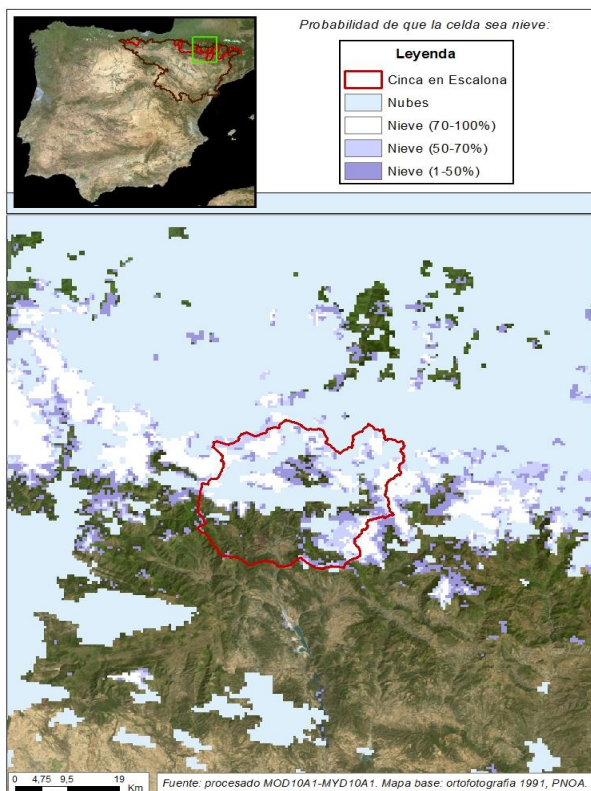 Probabilidad de que la celda sea nieve:
Leyenda
Cinca en Escalona
Nubes
Nieve (70-100%)
Nieve (50-70%)
Nieve (1-50%)
0 4,75 9,5 19
Km
Fuente: procesado MOD10A1-MYD10A1. Mapa base: ortofotografia 1991, PNOA.